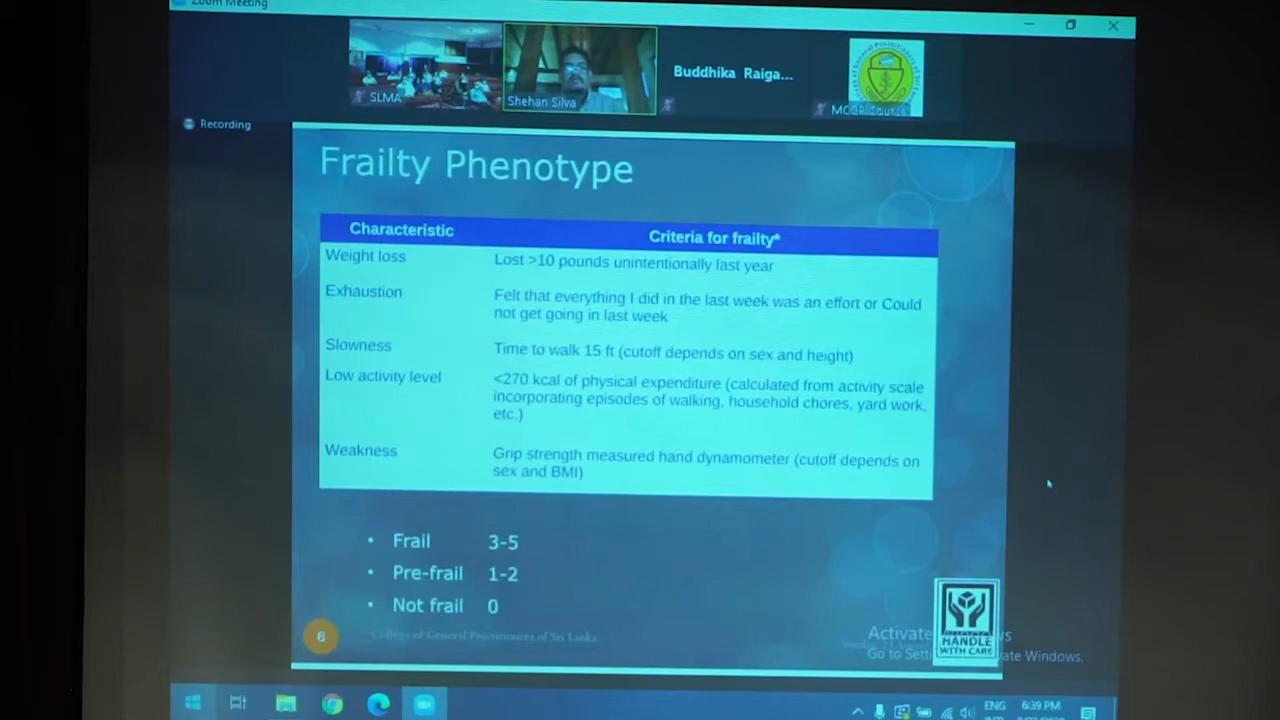 Zoom Meeting
SLMA
Shehan Silva
Buddhika Raiga...
Recording
Frailty Phenotype
Characteristic
Criteria for frailty*
Weight loss
Lost >10 pounds unintentionally last year
Exhaustion
Felt that everything I did in the last week was an effort or Could
not get going in last week
Slowness
Time to walk 15 ft (cutoff depends on sex and height)
Low activity level
<270 kcal of physical expenditure (calculated from activity scale
incorporating episodes of walking, household chores, yard work,
etc.)
Weakness
Grip strength measured hand dynamometer (cutoff depends on
sex and BMI)
• Frail 3-5
• Pre-frail 1-2
• Not frail 0
6
College of General Practitioners of Sri Lanka
HANDLE
WITH CARE
Activate
Go to
Windows.
ENG
6:39 PM